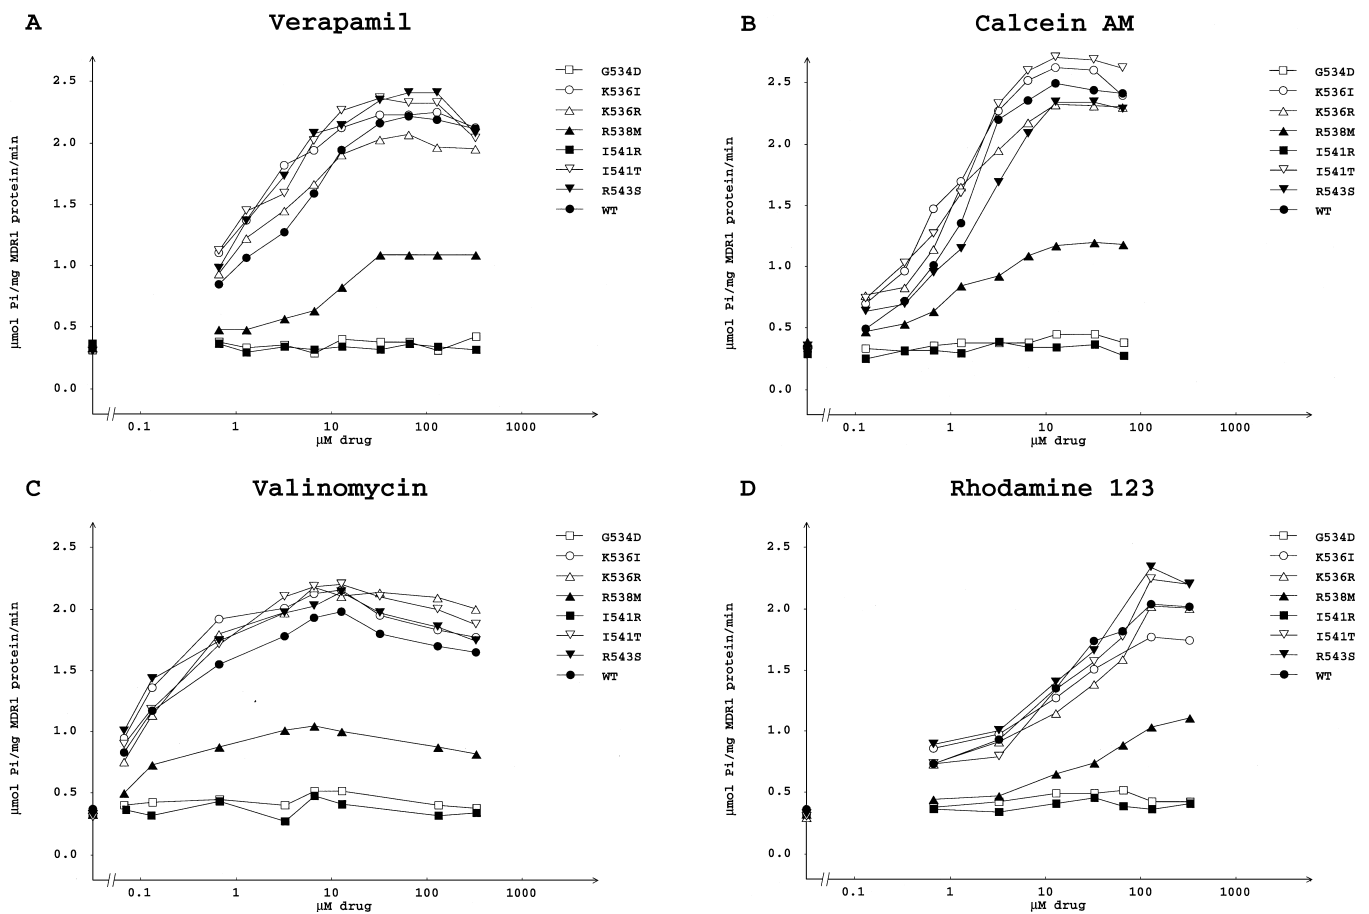 A Verapamil
2.5
2.0
1.5
1.0
0.5
0.0
μmol Pi/mg MDR1 protein/min
0.1 1 10 100 1000
μM drug
G534D
K536I
K536R
R538M
I541R
I541T
R543S
WT
B Calcein AM
2.5
2.0
1.5
1.0
0.5
0.0
μmol Pi/mg MDR1 protein/min
0.1 1 10 100 1000
μM drug
G534D
K536I
K536R
R538M
I541R
I541T
R543S
WT
C Valinomycin
2.5
2.0
1.5
1.0
0.5
0.0
μmol Pi/mg MDR1 protein/min
0.1 1 10 100 1000
μM drug
G534D
K536I
K536R
R538M
I541R
I541T
R543S
WT
D Rhodamine 123
2.5
2.0
1.5
1.0
0.5
0.0
μmol Pi/mg MDR1 protein/min
0.1 1 10 100 1000
μM drug
G534D
K536I
K536R
R538M
I541R
I541T
R543S
WT